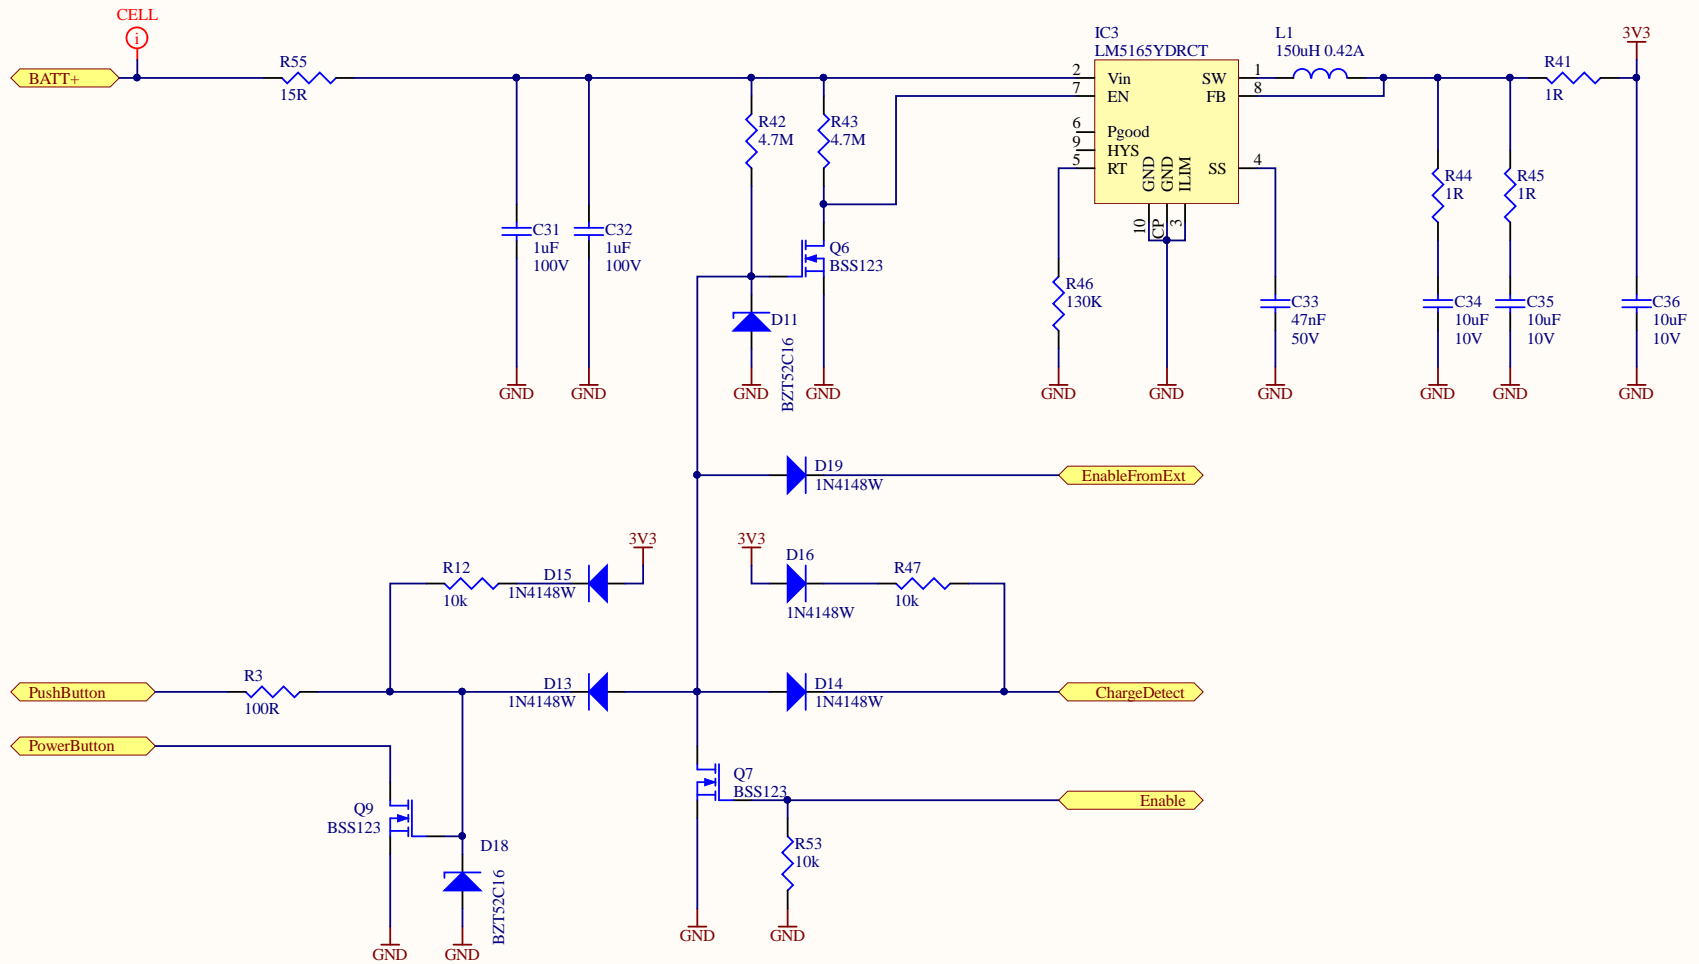 CELL
i
BATT+
R55
15R
C31
1uF
100V
C32
1uF
100V
GND
GND
R42
4.7M
R43
4.7M
Q6
BSS123
D11
BZT52C16
GND
GND
IC3
LM5165YDRCT
2
Vin
7
EN
6
Pgood
9
HYS
5
RT
1
SW
8
FB
4
SS
GND
GND
ILIM
10
CP
3
L1
150uH 0.42A
R41
1R
3V3
R44
1R
R45
1R
R46
130K
C33
47nF
50V
C34
10uF
10V
C35
10uF
10V
C36
10uF
10V
GND
GND
GND
GND
GND
GND
D19
1N4148W
EnableFromExt
3V3
R12
10k
D15
1N4148W
3V3
D16
1N4148W
R47
10k
PushButton
R3
100R
D13
1N4148W
D14
1N4148W
ChargeDetect
PowerButton
Q9
BSS123
D18
BZT52C16
GND
GND
Q7
BSS123
Enable
R53
10k
GND
GND